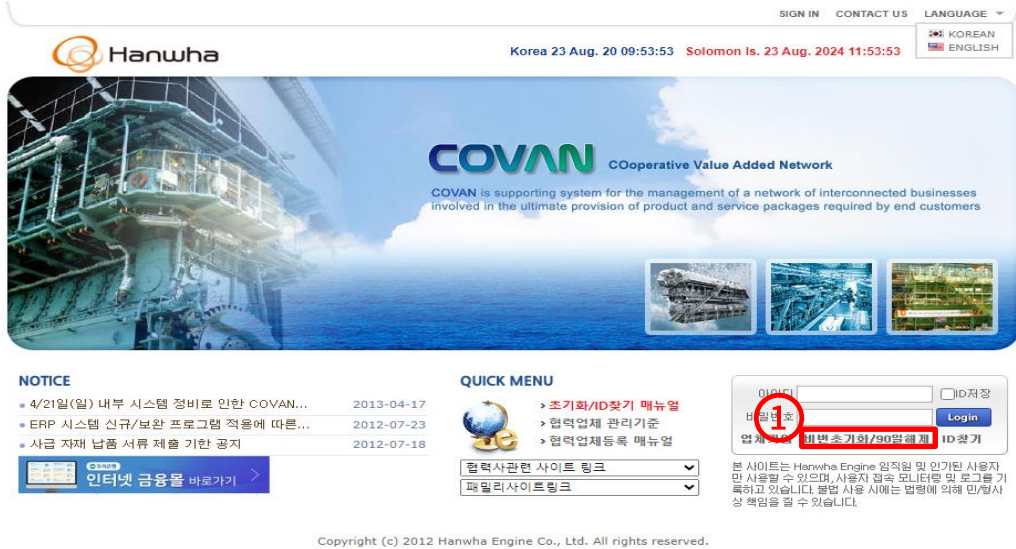 SIGN IN CONTACT US LANGUAGE
KOREAN
ENGLISH
Hanwha
Korea 23 Aug. 20 09:53:53 Solomon Is. 23 Aug. 2024 11:53:53
COVAN COoperative Value Added Network
COVAN is supporting system for the management of a network of interconnected businesses
involved in the ultimate provision of product and service packages required by end customers
NOTICE
4/21일(일) 내부 시스템 정비로 인한 COVAN... 2013-04-17
ERP 시스템 신규/보완 프로그램 적용에 따른... 2012-07-23
사급 자재 납품 서류 제출 기한 공지 2012-07-18
우리은행
인터넷 금융몰 바로가기
QUICK MENU
초기화/ID찾기 매뉴얼
협력업체 관리기준
협력업체등록 매뉴얼
협력사관련 사이트 링크
패밀리사이트링크
ID저장
1
Login
비번초기화/90일해제 ID찾기
본 사이트는 Hanwha Engine 임직원 및 인가된 사용자
만 사용할 수 있으며, 사용자 접속 모니터링 및 로그를 기
록하고 있습니다. 불법 사용 시에는 법령에 의해 민/형사
상 책임을 질 수 있습니다.
Copyright (c) 2012 Hanwha Engine Co., Ltd. All rights reserved.